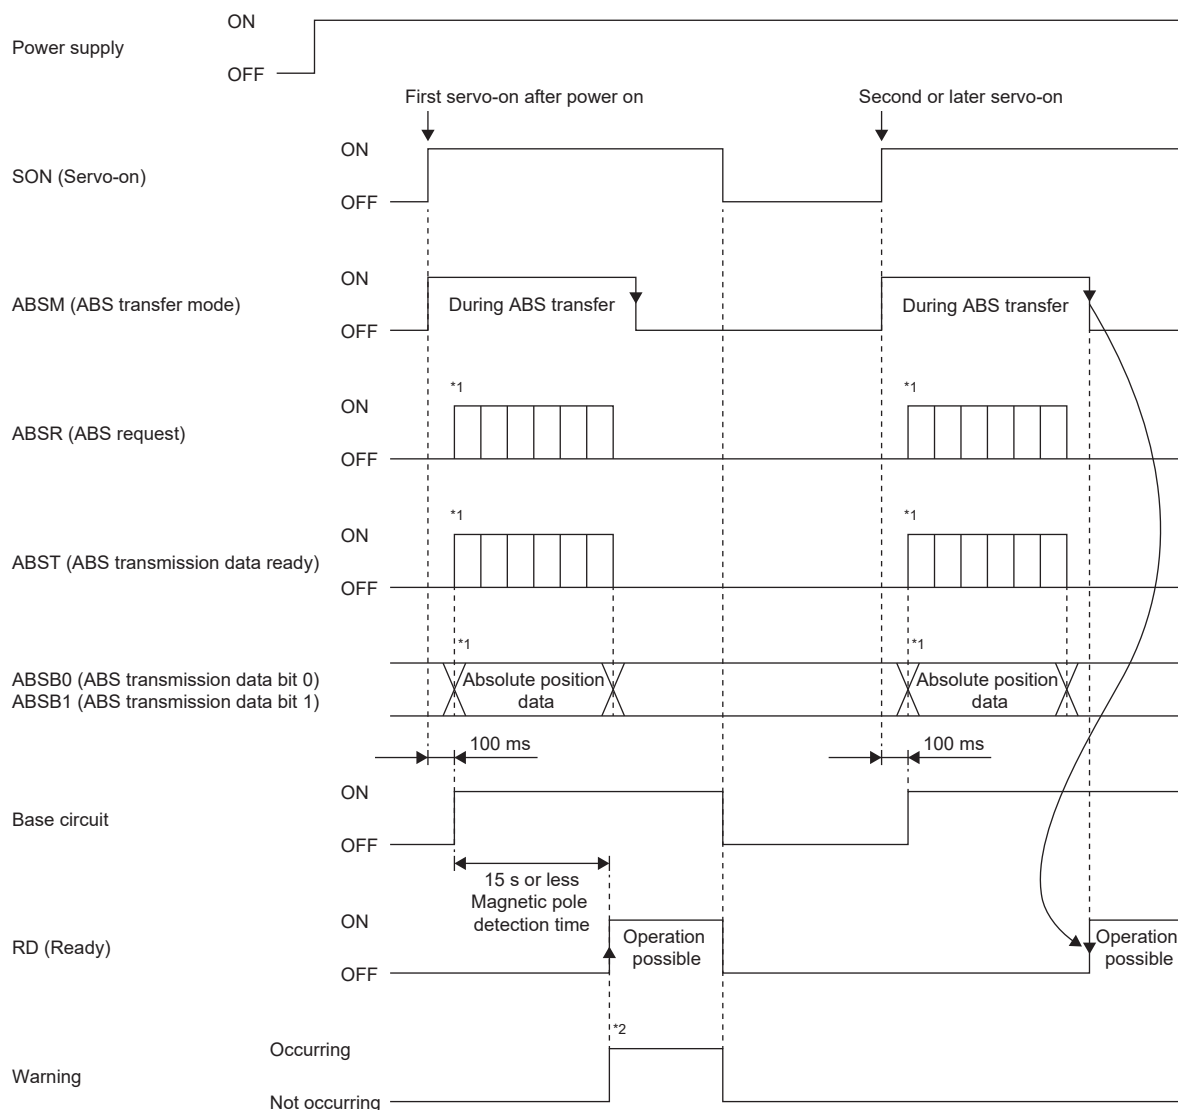 ON
Power supply
OFF
First servo-on after power on
Second or later servo-on
ON
SON (Servo-on)
OFF
ON
ABSM (ABS transfer mode)
During ABS transfer
During ABS transfer
OFF
*1
*1
ON
ABSR (ABS request)
OFF
*1
*1
ON
ABST (ABS transmission data ready)
OFF
*1
*1
ABSB0 (ABS transmission data bit 0)
ABSB1 (ABS transmission data bit 1)
Absolute position
data
Absolute position
data
100 ms
100 ms
ON
Base circuit
OFF
15 s or less
Magnetic pole
detection time
ON
RD (Ready)
Operation
possible
Operation
possible
OFF
*2
Occurring
Warning
Not occurring